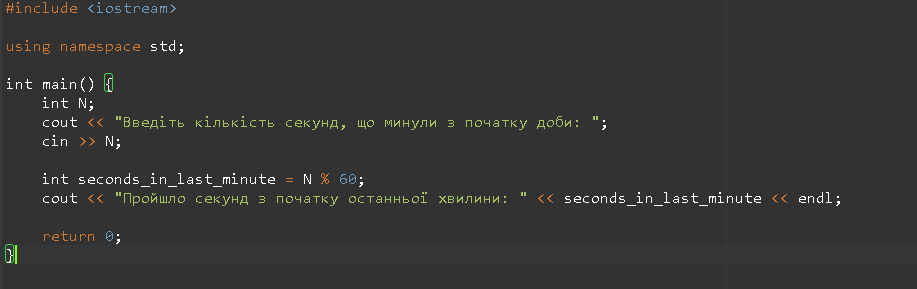 #include <iostream>
using namespace std;
int main() {
int N;
cout << "Введіть кількість секунд, що минули з початку доби: ";
cin >> N;
int seconds_in_last_minute = N % 60;
cout << "Пройшло секунд з початку останньої хвилини: " << seconds_in_last_minute << endl;
return 0;
}